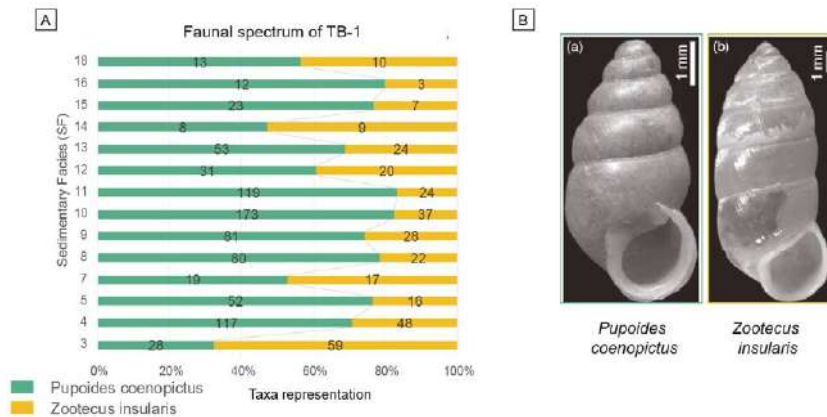 A
Faunal spectrum of TB-1
Sedimentary Facies (SF)
18 13 10
16 12 3
15 23 7
14 8 9
13 53 24
12 31 20
11 119 24
10 173 37
9 81 28
8 80 22
7 19 17
5 52 16
4 117 48
3 28 59
0% 20% 40% 60% 80% 100%
Taxa representation
Pupoides coenopictus
Zootecus insularis
B
(a) 1 mm
(b) 1 mm
Pupoides
coenopictus
Zootecus
insularis